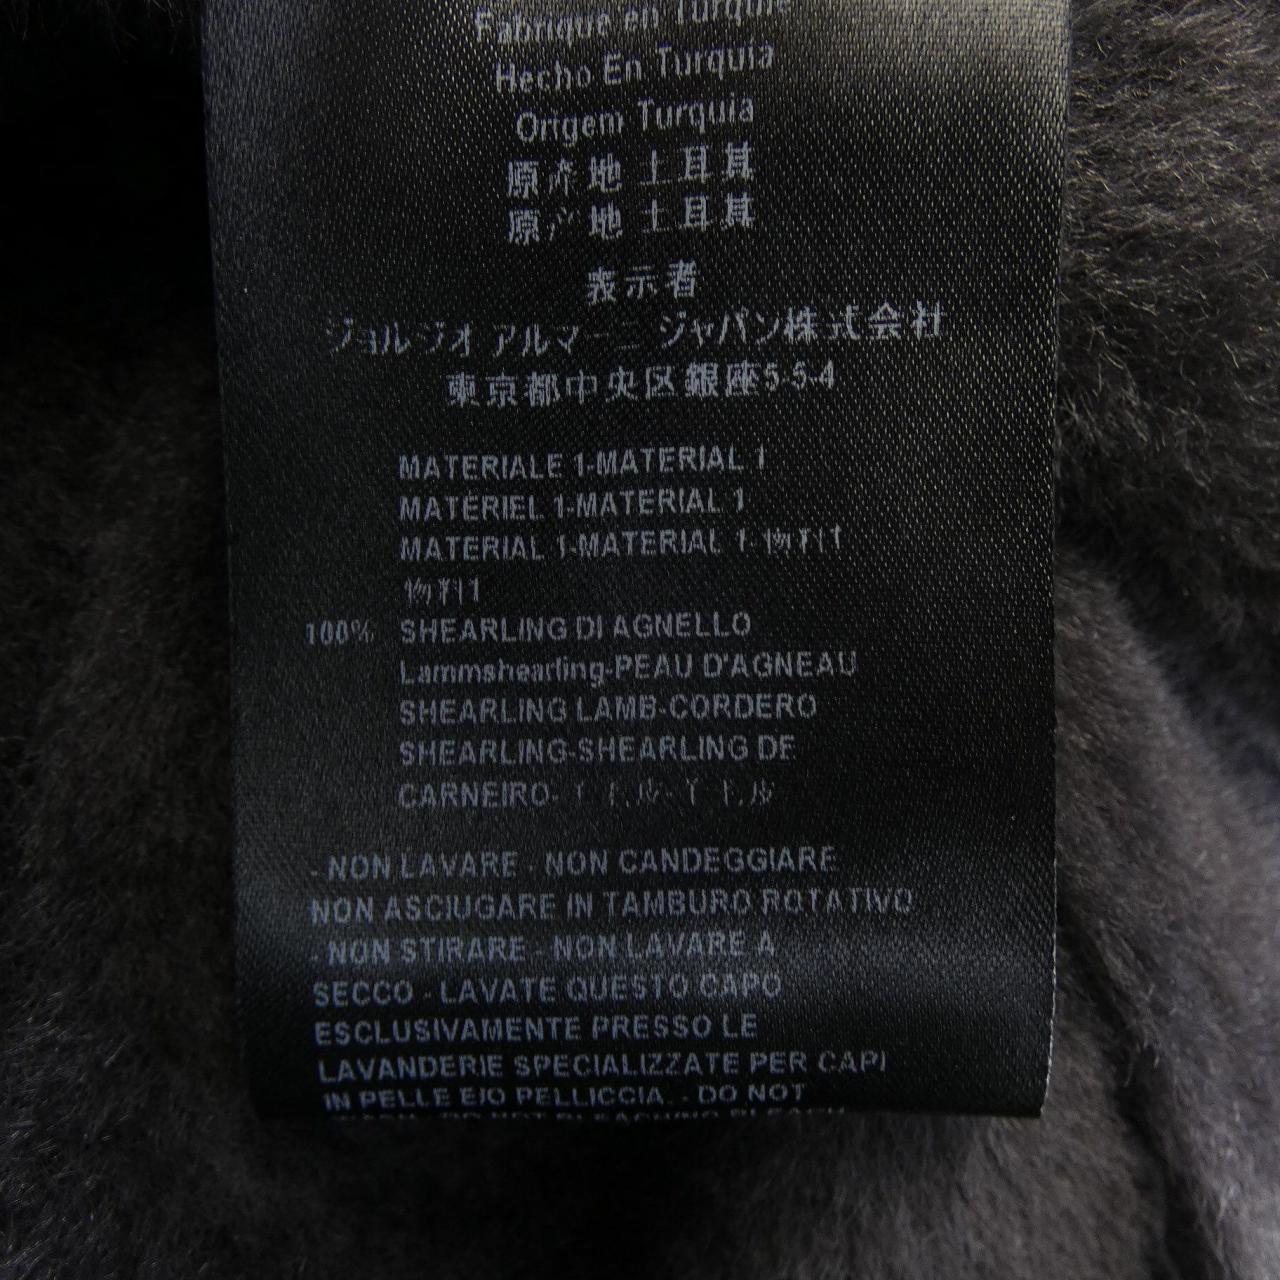 Fabriqué en Turquie
Hecho En Turquia
Origem Turquia
原产地 土耳其
原產地 土耳其
表示者
ジョルジオ アルマーニ ジャパン株式会社
東京都中央区銀座5-5-4
MATERIALE 1-MATERIAL 1
MATERIEL 1-MATERIAL 1
MATERIAL 1-MATERIAL 1-物料1
物料1
100% SHEARLING DI AGNELLO
Lammshearling-PEAU D'AGNEAU
SHEARLING LAMB-CORDERO
SHEARLING-SHEARLING DE
CARNEIRO-
- NON LAVARE - NON CANDEGGIARE
NON ASCIUGARE IN TAMBURO ROTATIVO
- NON STIRARE - NON LAVARE A
SECCO - LAVATE QUESTO CAPO
ESCLUSIVAMENTE PRESSO LE
LAVANDERIE SPECIALIZZATE PER CAPI
IN PELLE E/O PELLICCIA. - DO NOT